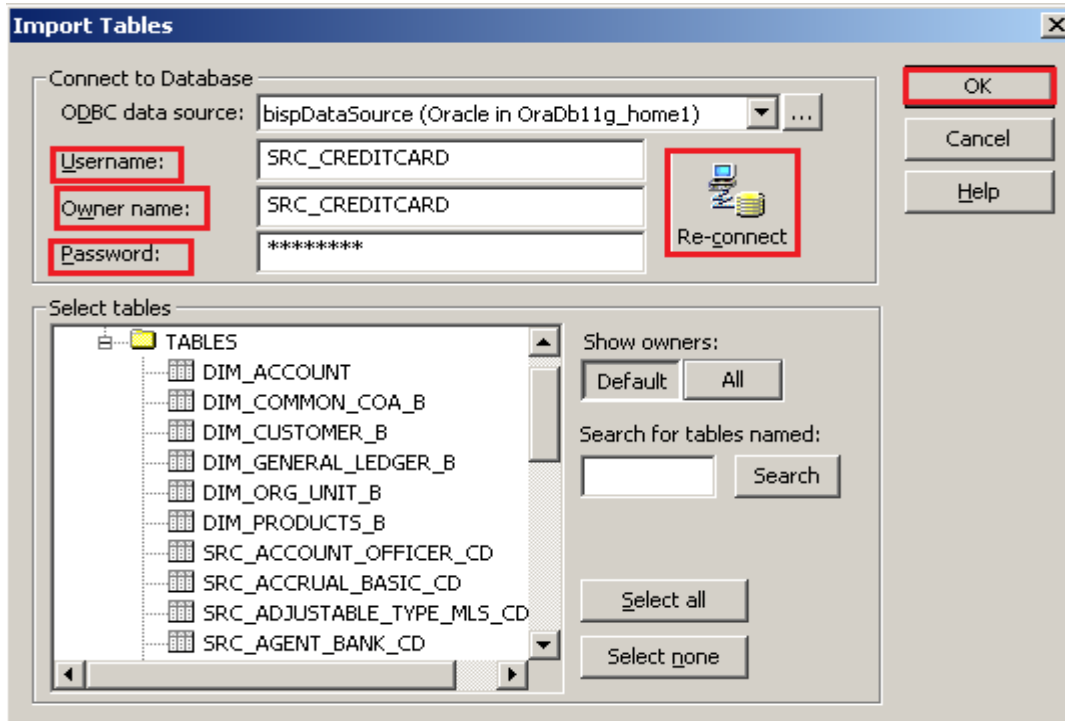 Import Tables
Connect to Database
ODBC data source: bispDataSource (Oracle in OraDb11g_home1) ...
Username: SRC_CREDITCARD
Owner name: SRC_CREDITCARD
Password: ********
Re-connect
OK
Cancel
Help
Select tables
TABLES
DIM_ACCOUNT
DIM_COMMON_COA_B
DIM_CUSTOMER_B
DIM_GENERAL_LEDGER_B
DIM_ORG_UNIT_B
DIM_PRODUCTS_B
SRC_ACCOUNT_OFFICER_CD
SRC_ACCRUAL_BASIC_CD
SRC_ADJUSTABLE_TYPE_MLS_CD
SRC_AGENT_BANK_CD
Show owners:
Default All
Search for tables named:
Search
Select all
Select none